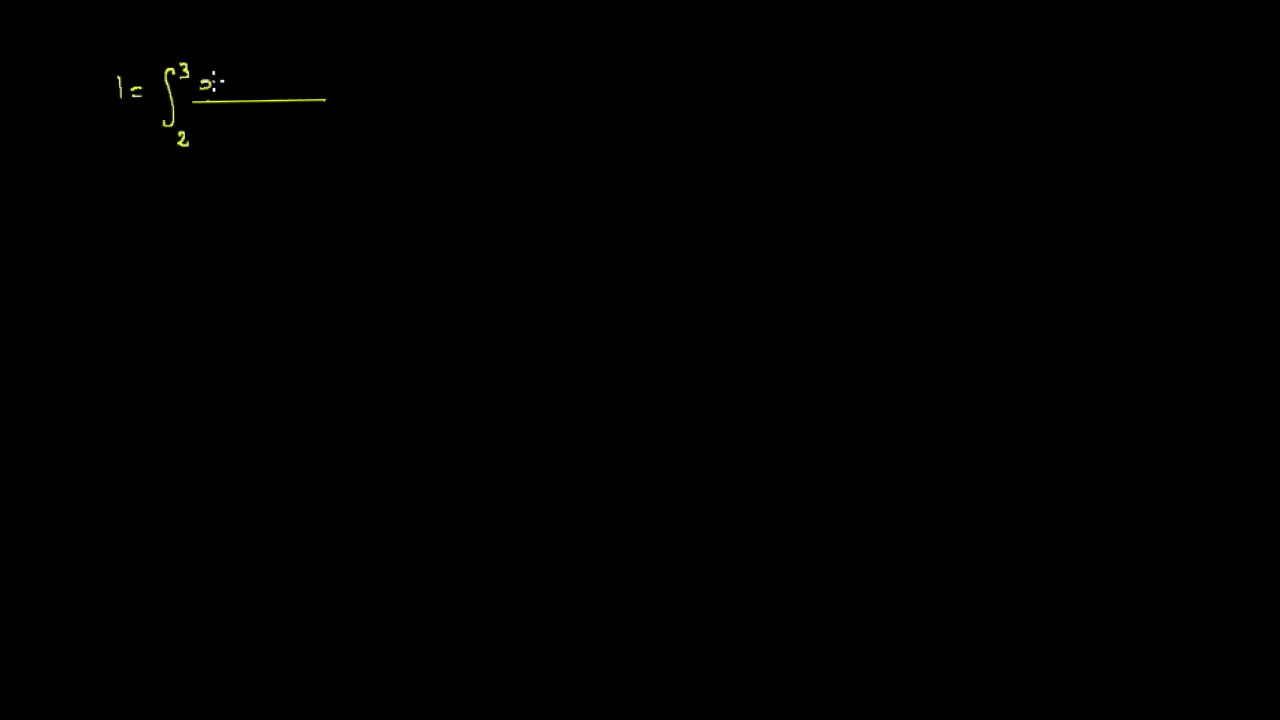 I = ∫₂³